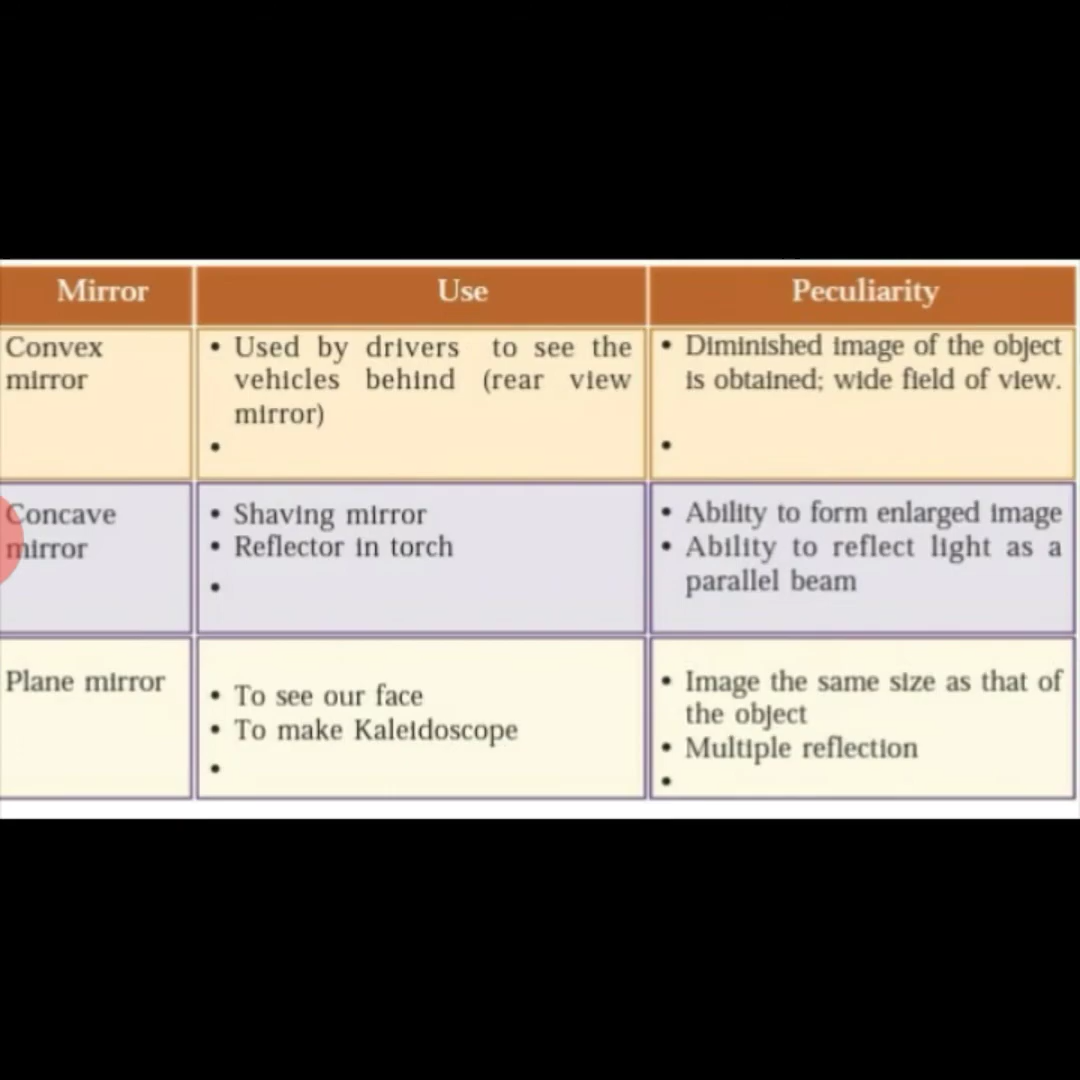 Mirror
Use
Peculiarity
Convex
mirror
• Used by drivers to see the
vehicles behind (rear view
mirror)
•
• Diminished image of the object
is obtained; wide field of view.
•
Concave
mirror
• Shaving mirror
• Reflector in torch
•
• Ability to form enlarged image
• Ability to reflect light as a
parallel beam
Plane mirror
• To see our face
• To make Kaleidoscope
•
• Image the same size as that of
the object
• Multiple reflection
•